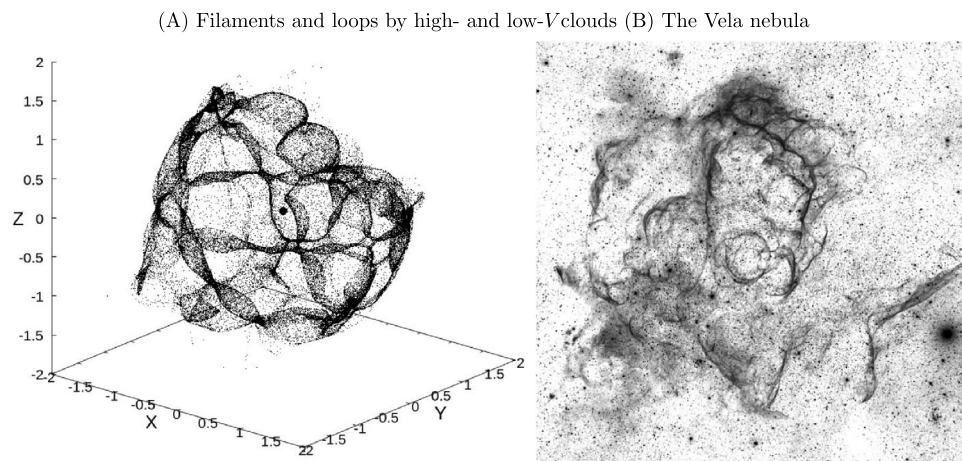 (A) Filaments and loops by high- and low-V clouds (B) The Vela nebula
2
1.5
1
0.5
Z 0
-0.5
-1
-1.5
-2
-2 -1.5 -1 -0.5 0 0.5 1 2
X
2 -1.5 -1 -0.5 0 0.5 1 1.5 2
Y